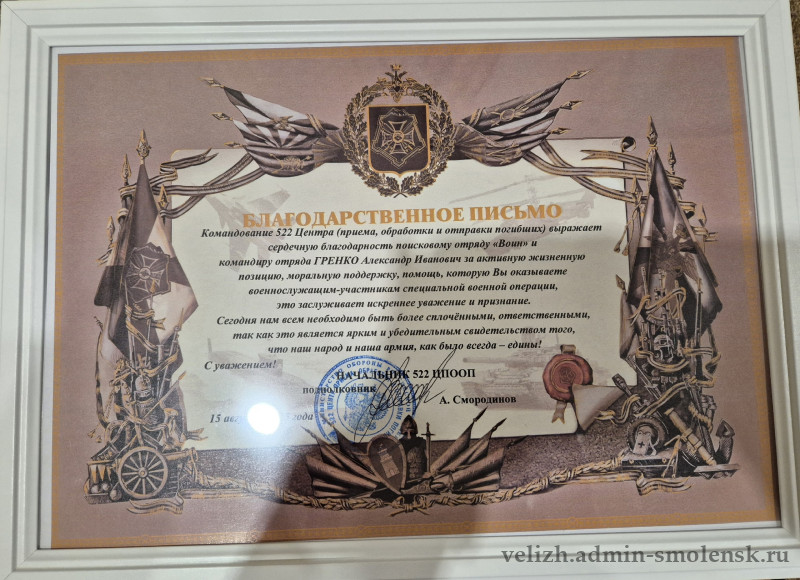 БЛАГОДАРСТВЕННОЕ ПИСЬМО
Командование 522 Центра (приема, обработки и отправки погибших) выражает
сердечную благодарность поисковому отряду «Воин» и
командиру отряда ГРЕНКО Александр Иванович за активную жизненную
позицию, моральную поддержку, помощь, которую Вы оказываете
военнослужащим-участникам специальной военной операции,
это заслуживает искреннее уважение и признание.
Сегодня нам всем необходимо быть более сплочёнными, ответственными,
так как это является ярким и убедительным свидетельством того,
что наш народ и наша армия, как было всегда – едины!
С уважением!
НАЧАЛЬНИК 522 ЦПООП
подполковник
А. Смородинов
15 года
velizh.admin-smolensk.ru